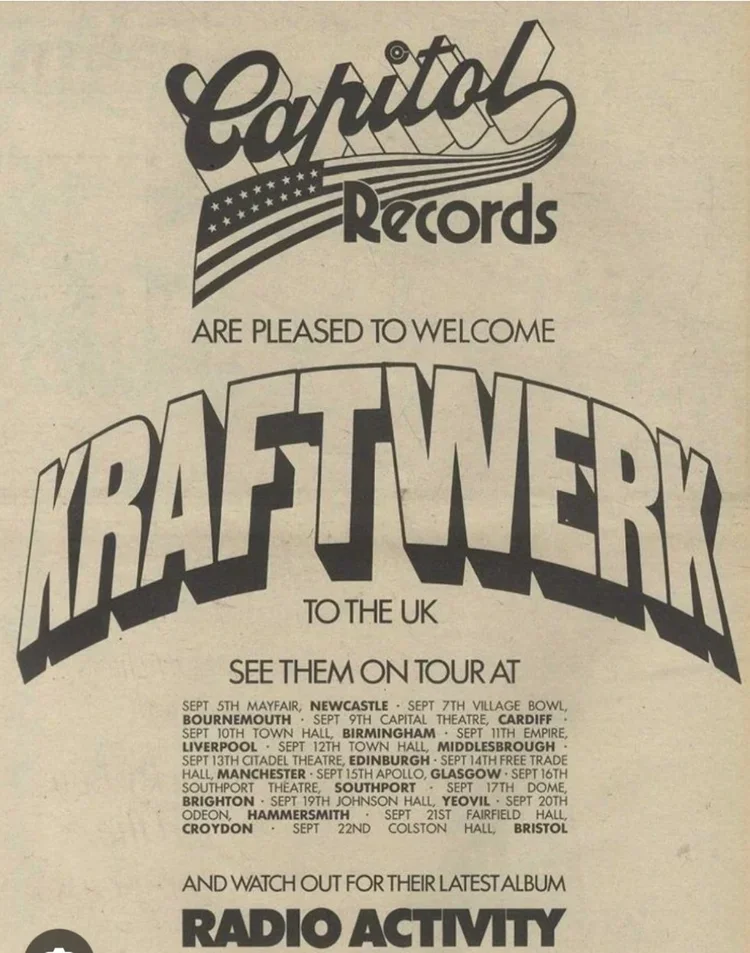 Capitol
Records
ARE PLEASED TO WELCOME
KRAFTWERK
TO THE UK
SEE THEM ON TOUR AT
SEPT 5TH MAYFAIR, NEWCASTLE · SEPT 7TH VILLAGE BOWL,
BOURNEMOUTH · SEPT 9TH CAPITAL THEATRE, CARDIFF ·
SEPT 10TH TOWN HALL, BIRMINGHAM · SEPT 11TH EMPIRE,
LIVERPOOL · SEPT 12TH TOWN HALL, MIDDLESBROUGH ·
SEPT 13TH CITADEL THEATRE, EDINBURGH · SEPT 14TH FREE TRADE
HALL, MANCHESTER · SEPT 15TH APOLLO, GLASGOW · SEPT 16TH
SOUTHPORT THEATRE, SOUTHPORT · SEPT 17TH DOME,
BRIGHTON · SEPT 19TH JOHNSON HALL, YEOVIL · SEPT 20TH
ODEON, HAMMERSMITH · SEPT 21ST FAIRFIELD HALL,
CROYDON · SEPT 22ND COLSTON HALL, BRISTOL
AND WATCH OUT FOR THEIR LATEST ALBUM
RADIO ACTIVITY